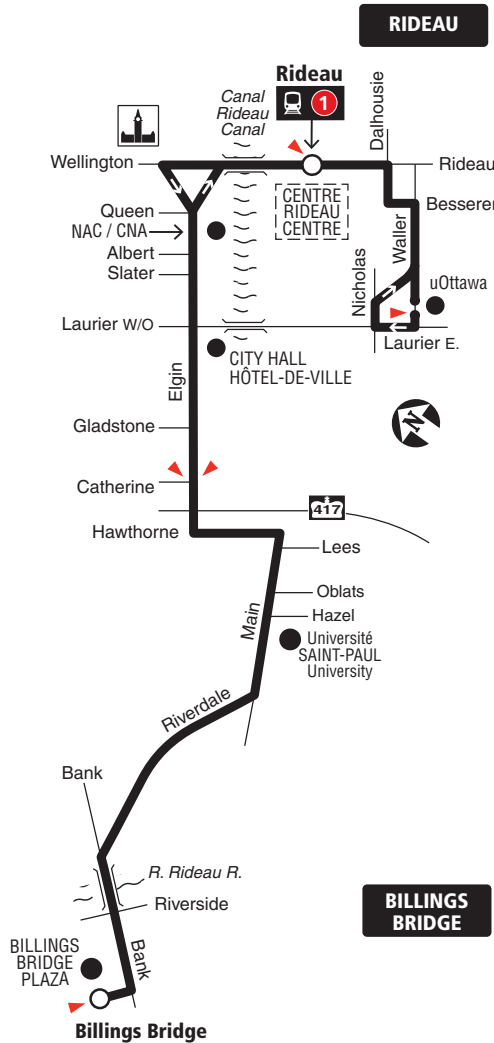 RIDEAU
Rideau
1
Canal
Rideau
Canal
Dalhousie
Wellington
Rideau
CENTRE
RIDEAU
CENTRE
Besserer
Queen
NAC / CNA
Albert
Slater
Waller
Nicholas
uOttawa
Laurier W/O
Laurier E.
CITY HALL
HÔTEL-DE-VILLE
Elgin
N
Gladstone
Catherine
417
Hawthorne
Lees
Oblats
Hazel
Main
Université
SAINT-PAUL
University
Riverdale
Bank
R. Rideau R.
Riverside
BILLINGS
BRIDGE
BILLINGS
BRIDGE
PLAZA
Bank
Billings Bridge